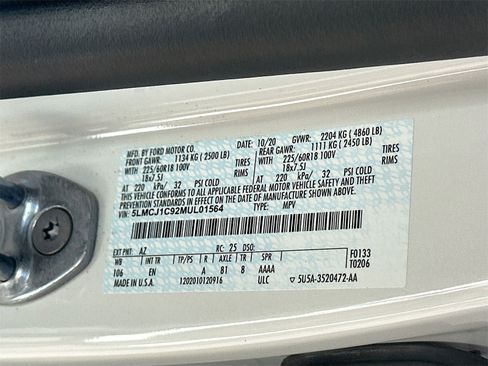 MFD. BY FORD MOTOR CO. DATE: 10/20 GVWR: 2204 KG ( 4860 LB)
FRONT GAWR: 1134 KG ( 2500 LB) REAR GAWR: 1111 KG ( 2450 LB)
WITH 225/60R18 100V TIRES WITH 225/60R18 100V TIRES
18x7.5J RIMS 18x7.5J RIMS
AT 220 kPa/ 32 PSI COLD AT 220 kPa/ 32 PSI COLD
THIS VEHICLE CONFORMS TO ALL APPLICABLE FEDERAL MOTOR VEHICLE SAFETY AND THEFT
PREVENTION STANDARDS IN EFFECT ON THE DATE OF MANUFACTURE SHOWN ABOVE.
VIN: 5LMCJ1C92MUL01564
TYPE: MPV
EXT PNT: AZ RC: 25 DSO: F0133
WB INT TR TP/PS R AXLE TR SPR T0206
106 EN A 81 8 AAAA
MADE IN U.S.A. 1202010120916 ULC 5U5A-3520472-AA